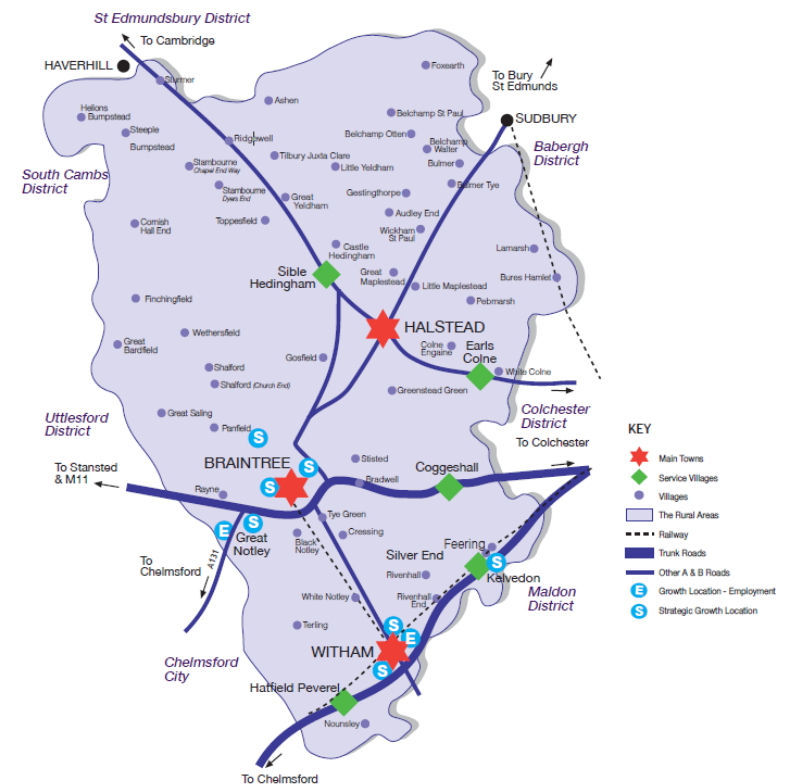 St Edmundsbury District
To Cambridge
HAVERHILL
Foxearth
To Bury
St Edmunds
Sturmer
Ashen
Helions
Bumpstead
Belchamp St Paul
SUDBURY
Steeple
Bumpstead
Belchamp Otten
Ridgewell
Belchamp
Walter
Babergh
District
Tilbury Juxta Clare
Stambourne
Chapel End Way
Little Yeldham
Bulmer
South Cambs
District
Stambourne
Dyers End
Great
Yeldham
Gestingthorpe
Bulmer Tye
Audley End
Cornish
Hall End
Toppesfield
Wickham
St Paul
Castle
Hedingham
Lamarsh
Sible
Hedingham
Great
Maplestead
Little Maplestead
Bures Hamlet
Finchingfield
Pebmarsh
Wethersfield
HALSTEAD
Great
Bardfield
Gosfield
Colne
Engaine
Earls
Colne
Shalford
White Colne
Shalford (Church End)
Greenstead Green
Great Saling
Colchester
District
Uttlesford
District
Panfield
S
To Colchester
KEY
BRAINTREE
S
Stisted
Coggeshall
Main Towns
To Stansted
& M11
S
Bradwell
Service Villages
Rayne
Villages
Tye Green
The Rural Areas
E
S
Great
Notley
Black
Notley
Cressing
Railway
Feering
Trunk Roads
To
Chelmsford
A131
Silver End
S
Rivenhall
Kelvedon
Other A & B Roads
White Notley
Rivenhall
End
Maldon
District
E
Growth Location - Employment
S
Strategic Growth Location
Terling
S
E
WITHAM
S
Chelmsford
City
Hatfield Peverel
Nounsley
To Chelmsford